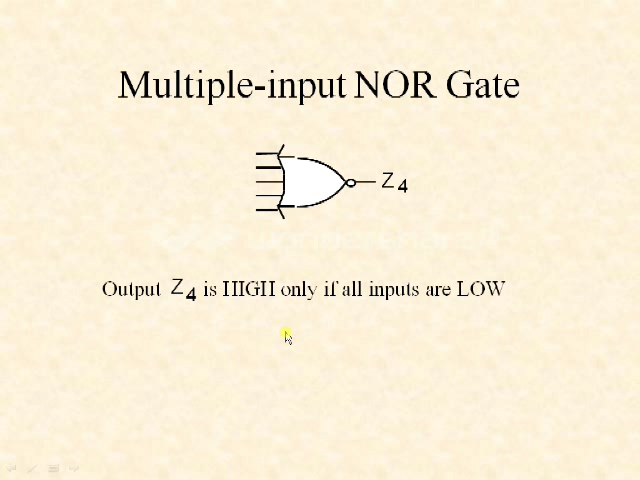 Multiple-input NOR Gate
Z4
Output Z4 is HIGH only if all inputs are LOW